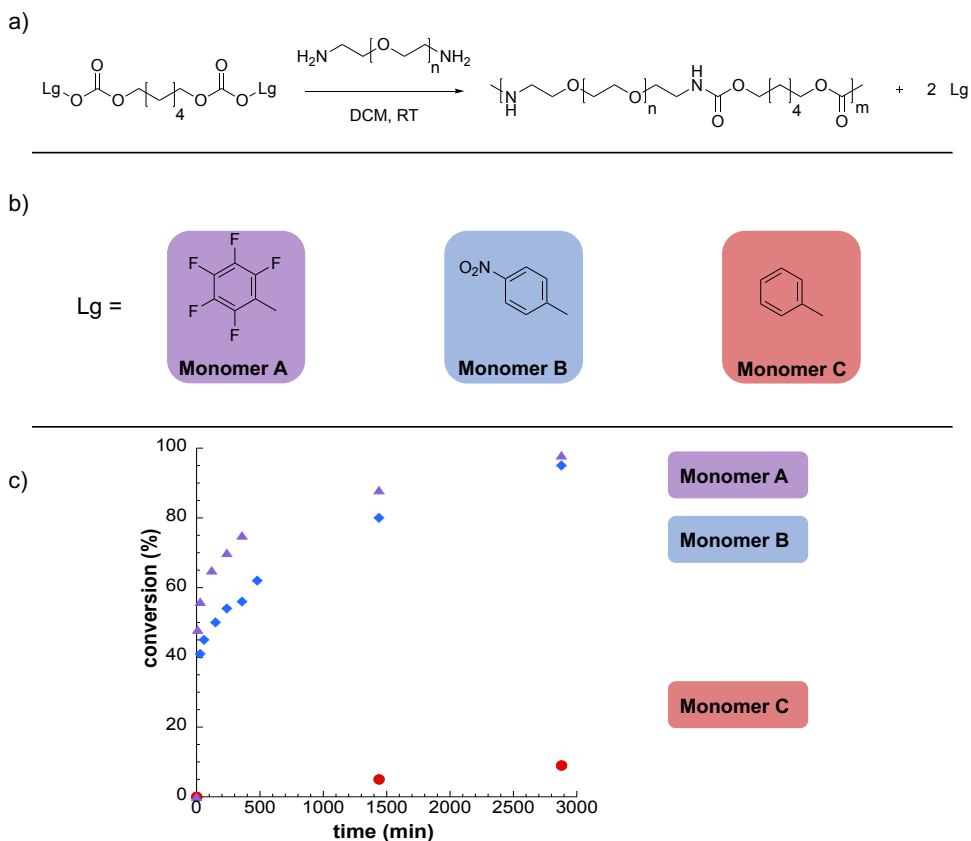 a)
H₂N O n NH₂
Lg O O O 4 O O O Lg
DCM, RT
N H O O n H N O O 4 O O m + 2 Lg
b)
Lg =
F F F F F
Monomer A
O₂N
Monomer B
Monomer C
c)
conversion (%)
100
80
60
40
20
0
0 500 1000 1500 2000 2500 3000
time (min)
Monomer A
Monomer B
Monomer C